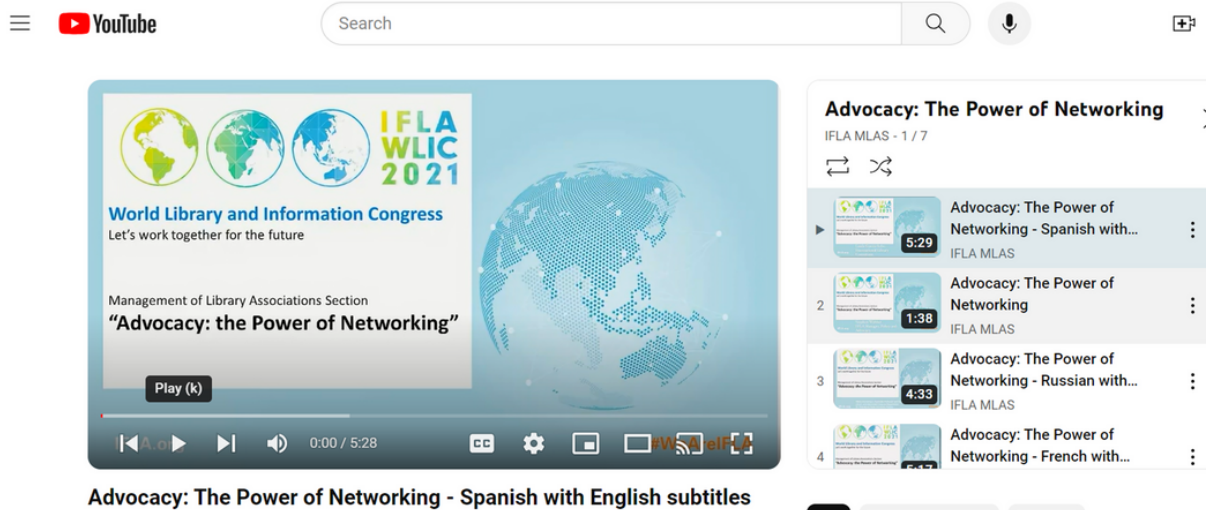 YouTube
Search
IFLA
WLIC
2021
World Library and Information Congress
Let's work together for the future
Management of Library Associations Section
“Advocacy: the Power of Networking”
Play (k)
0:00 / 5:28
CC
Advocacy: The Power of Networking - Spanish with English subtitles
Advocacy: The Power of Networking
IFLA MLAS - 1 / 7
5:29
Advocacy: The Power of
Networking - Spanish with...
IFLA MLAS
2
1:38
Advocacy: The Power of
Networking
IFLA MLAS
3
4:33
Advocacy: The Power of
Networking - Russian with...
IFLA MLAS
4
5:17
Advocacy: The Power of
Networking - French with...